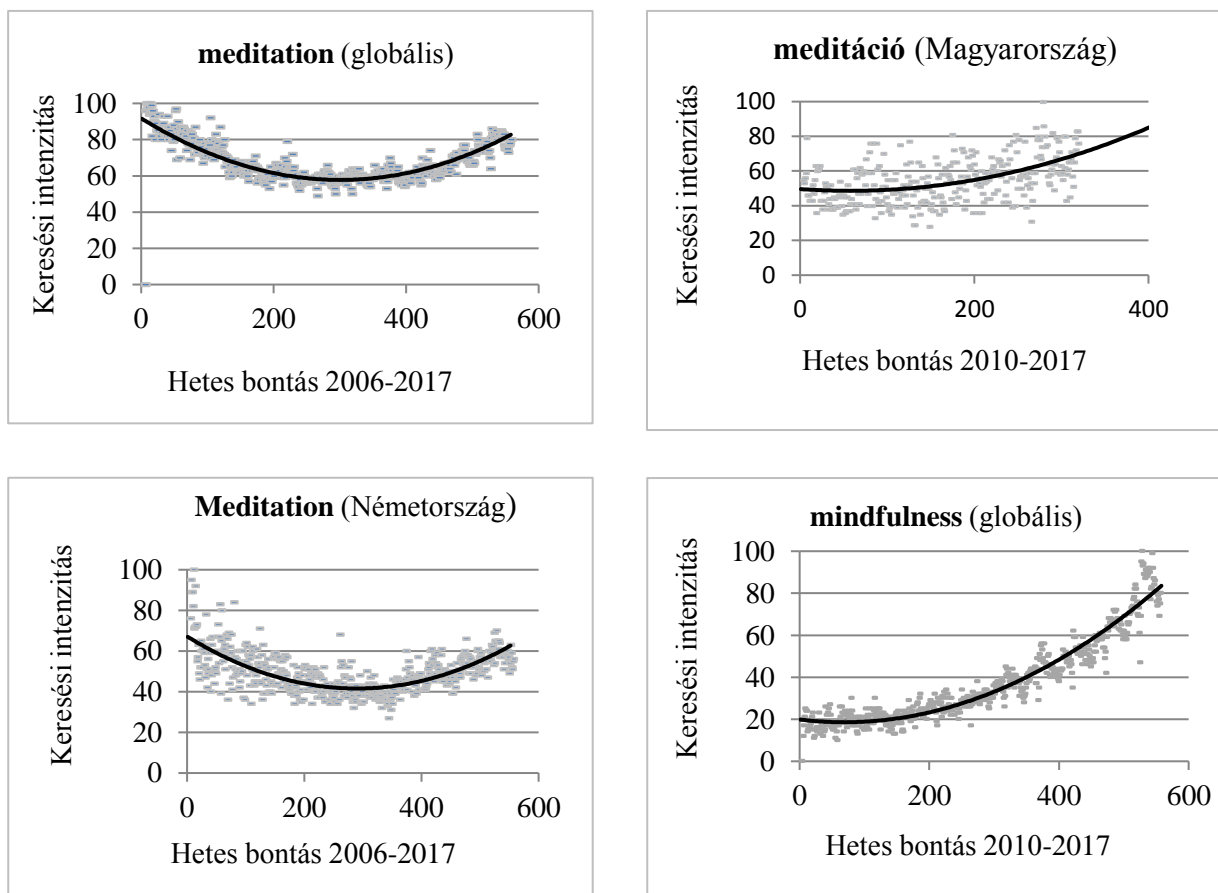 meditation (globális)
Keresési intenzitás
100
80
60
40
20
0
0 200 400 600
Hetes bontás 2006-2017
meditáció (Magyarország)
Keresési intenzitás
100
80
60
40
20
0
0 200 400
Hetes bontás 2010-2017
Meditation (Németország)
Keresési intenzitás
100
80
60
40
20
0
0 200 400 600
Hetes bontás 2006-2017
mindfulness (globális)
Keresési intenzitás
100
80
60
40
20
0
0 200 400 600
Hetes bontás 2010-2017